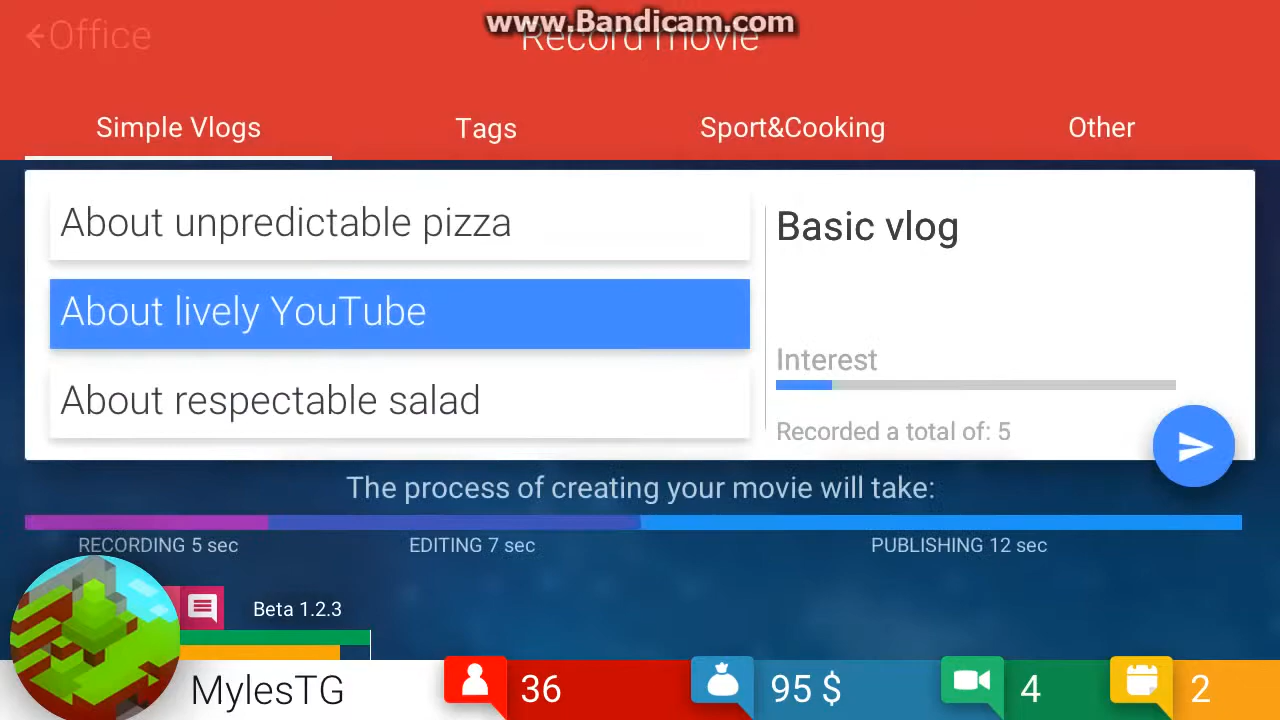 www.Bandicam.com
Office
Record movie
Simple Vlogs
Tags
Sport&Cooking
Other
About unpredictable pizza
About lively YouTube
About respectable salad
Basic vlog
Interest
Recorded a total of: 5
The process of creating your movie will take:
RECORDING 5 sec
EDITING 7 sec
PUBLISHING 12 sec
Beta 1.2.3
MylesTG
36
95 $
4
2